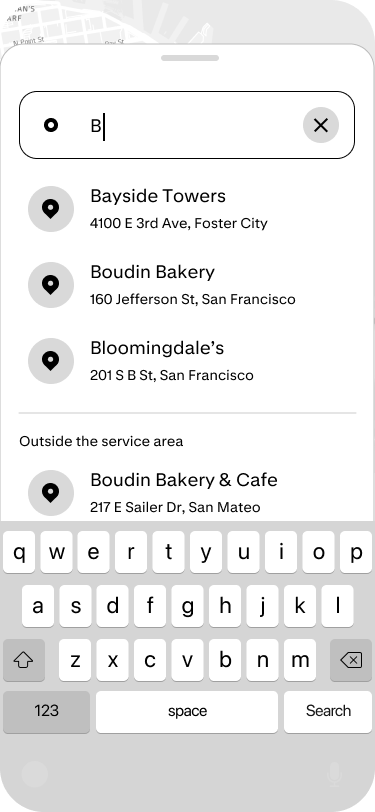 AN'S
ARF
N Point St
Bay St
B
Bayside Towers
4100 E 3rd Ave, Foster City
Boudin Bakery
160 Jefferson St, San Francisco
Bloomingdale’s
201 S B St, San Francisco
Outside the service area
Boudin Bakery & Cafe
217 E Sailer Dr, San Mateo
q w e r t y u i o p
a s d f g h j k l
z x c v b n m
123 space Search